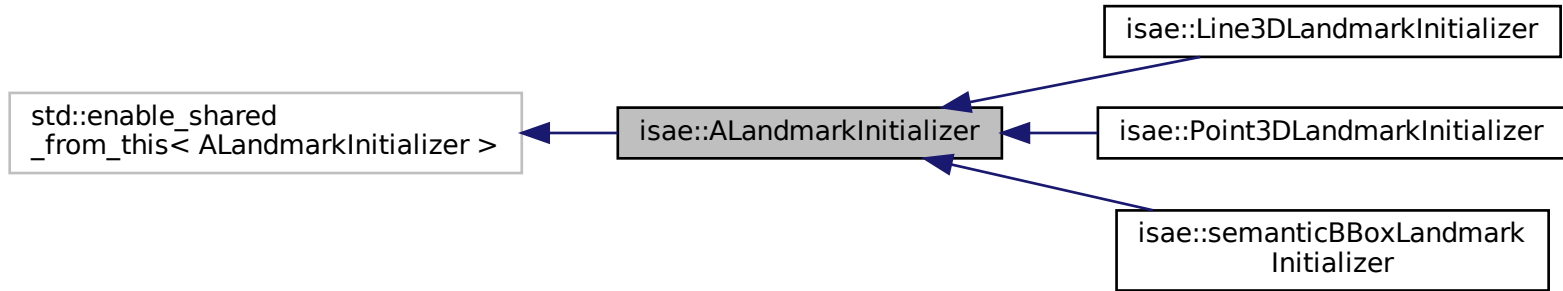 std::enable_shared
_from_this< ALandmarkInitializer >
isae::ALandmarkInitializer
isae::Line3DLandmarkInitializer
isae::Point3DLandmarkInitializer
isae::semanticBBoxLandmark
Initializer